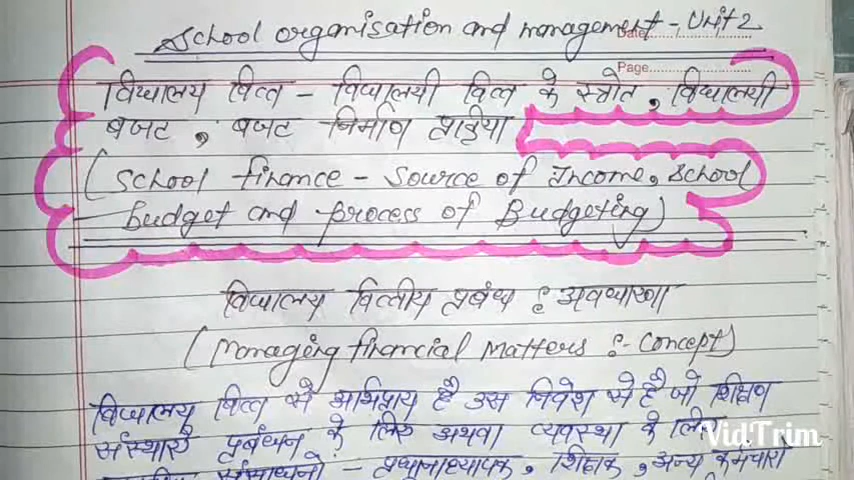 School organisation and management - Unit 2
Date
Page
विधालय वित्त - विधालयी वित्त के स्त्रोत, विधालयी
बजट, बजट निर्माण प्रक्रिया
(School finance - Source of Income, School
Budget and process of Budgeting)
विधालय वित्तीय प्रबंध : अवधारणा
(Managing financial Matters :- Concept)
विधालय वित्त से अभिप्राय है उस निवेश से है जो शिक्षण
संस्थाएं प्रबंधन के लिए अथवा व्यवस्था के लिए
VidTrim
संसाधनो - प्रधानाध्यापक, शिक्षक, अन्य कर्मचारी